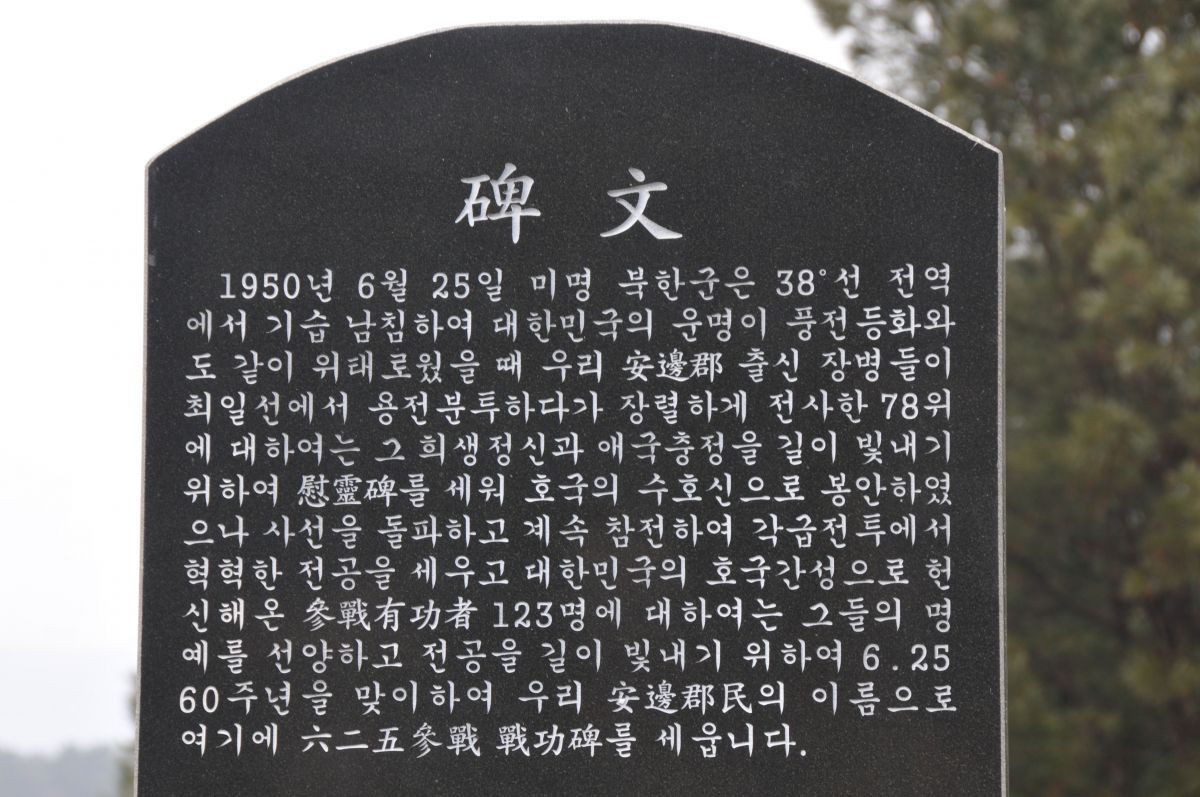 碑 文
1950년 6월 25일 미명 북한군은 38°선 전역
에서 기습 남침하여 대한민국의 운명이 풍전등화와
도 같이 위태로웠을 때 우리 安邊郡 출신 장병들이
최일선에서 용전분투하다가 장렬하게 전사한 78위
에 대하여는 그 희생정신과 애국충정을 길이 빛내기
위하여 慰靈碑를 세워 호국의 수호신으로 봉안하였
으나 사선을 돌파하고 계속 참전하여 각급전투에서
혁혁한 전공을 세우고 대한민국의 호국간성으로 헌
신해온 參戰有功者 123명에 대하여는 그들의 명
예를 선양하고 전공을 길이 빛내기 위하여 6.25
60주년을 맞이하여 우리 安邊郡民의 이름으로
여기에 六二五參戰 戰功碑를 세웁니다.